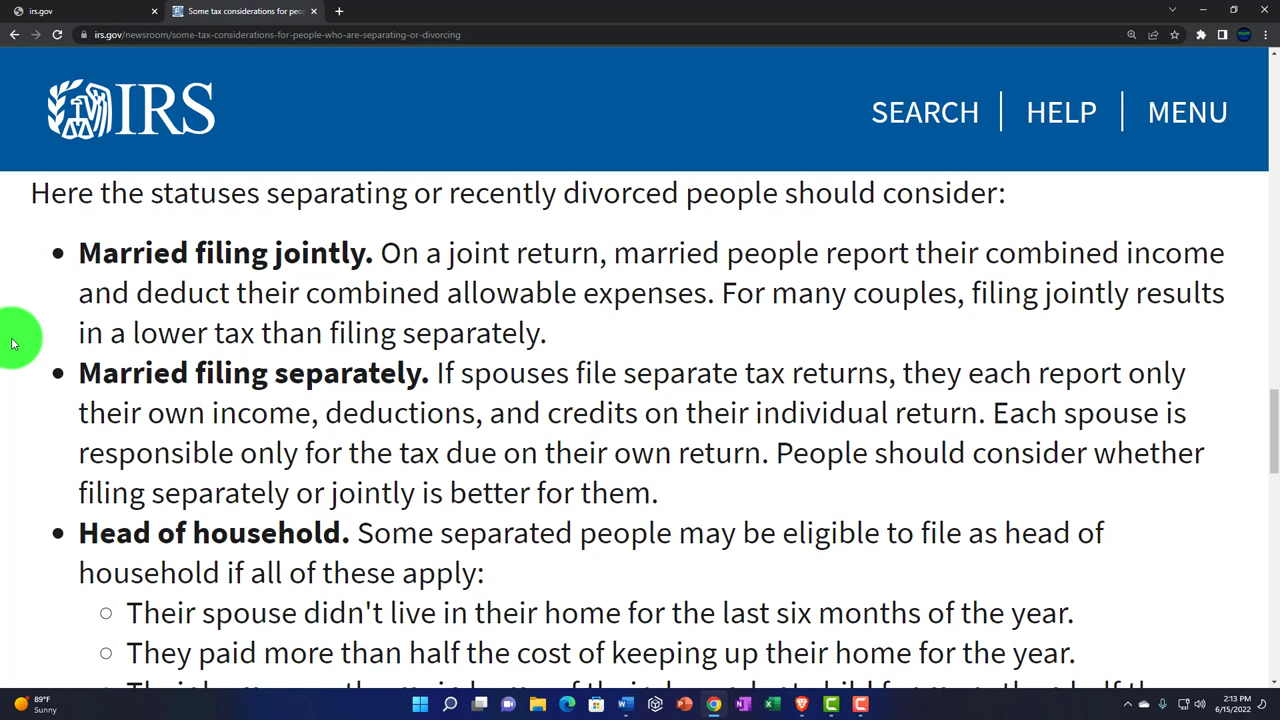 irs.gov
Some tax considerations for peo
irs.gov/newsroom/some-tax-considerations-for-people-who-are-separating-or-divorcing
IRS
SEARCH
HELP
MENU
Here the statuses separating or recently divorced people should consider:
Married filing jointly. On a joint return, married people report their combined income
and deduct their combined allowable expenses. For many couples, filing jointly results
in a lower tax than filing separately.
Married filing separately. If spouses file separate tax returns, they each report only
their own income, deductions, and credits on their individual return. Each spouse is
responsible only for the tax due on their own return. People should consider whether
filing separately or jointly is better for them.
Head of household. Some separated people may be eligible to file as head of
household if all of these apply:
Their spouse didn't live in their home for the last six months of the year.
They paid more than half the cost of keeping up their home for the year.
89°F
Sunny
2:13 PM
6/15/2022